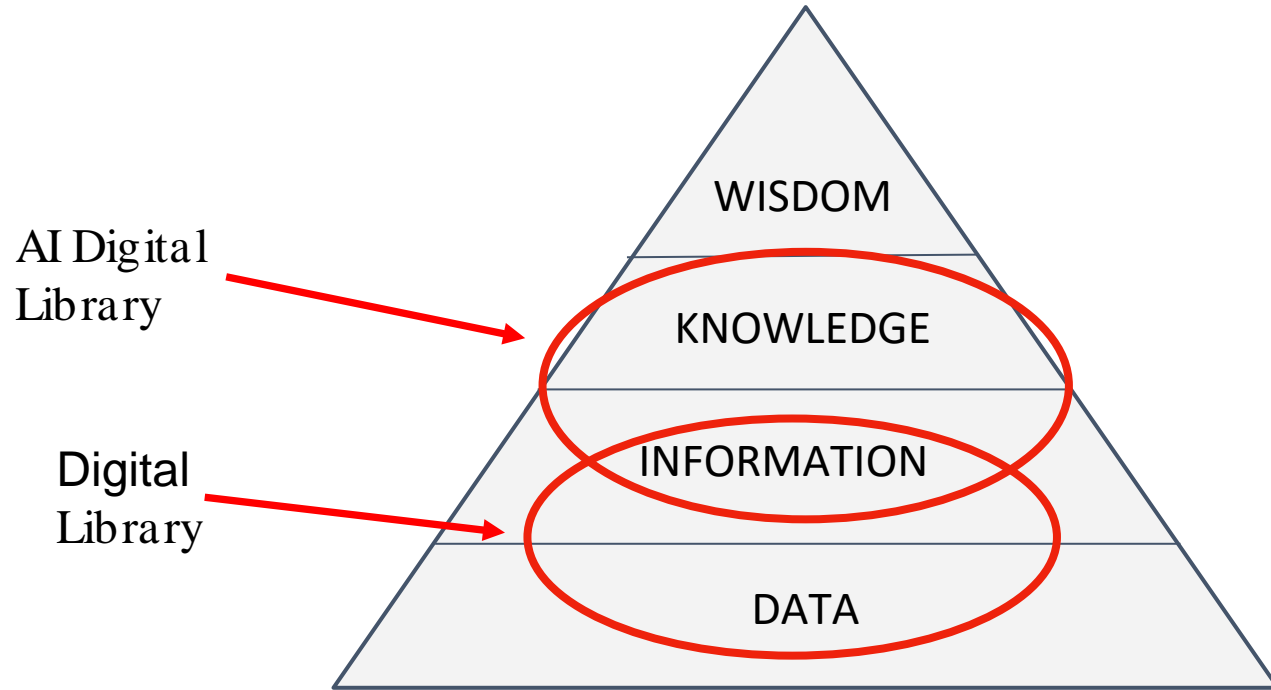 WISDOM
AI Digital
Library
KNOWLEDGE
INFORMATION
Digital
Library
DATA